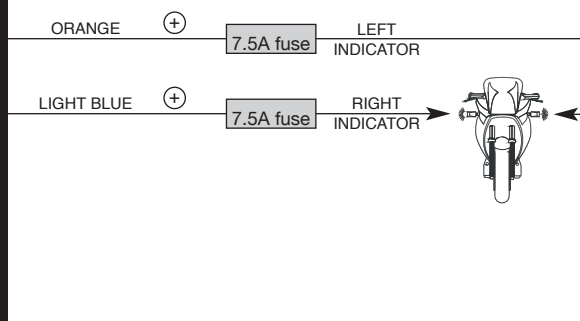 ORANGE + 7.5A fuse LEFT
INDICATOR
LIGHT BLUE + 7.5A fuse RIGHT
INDICATOR